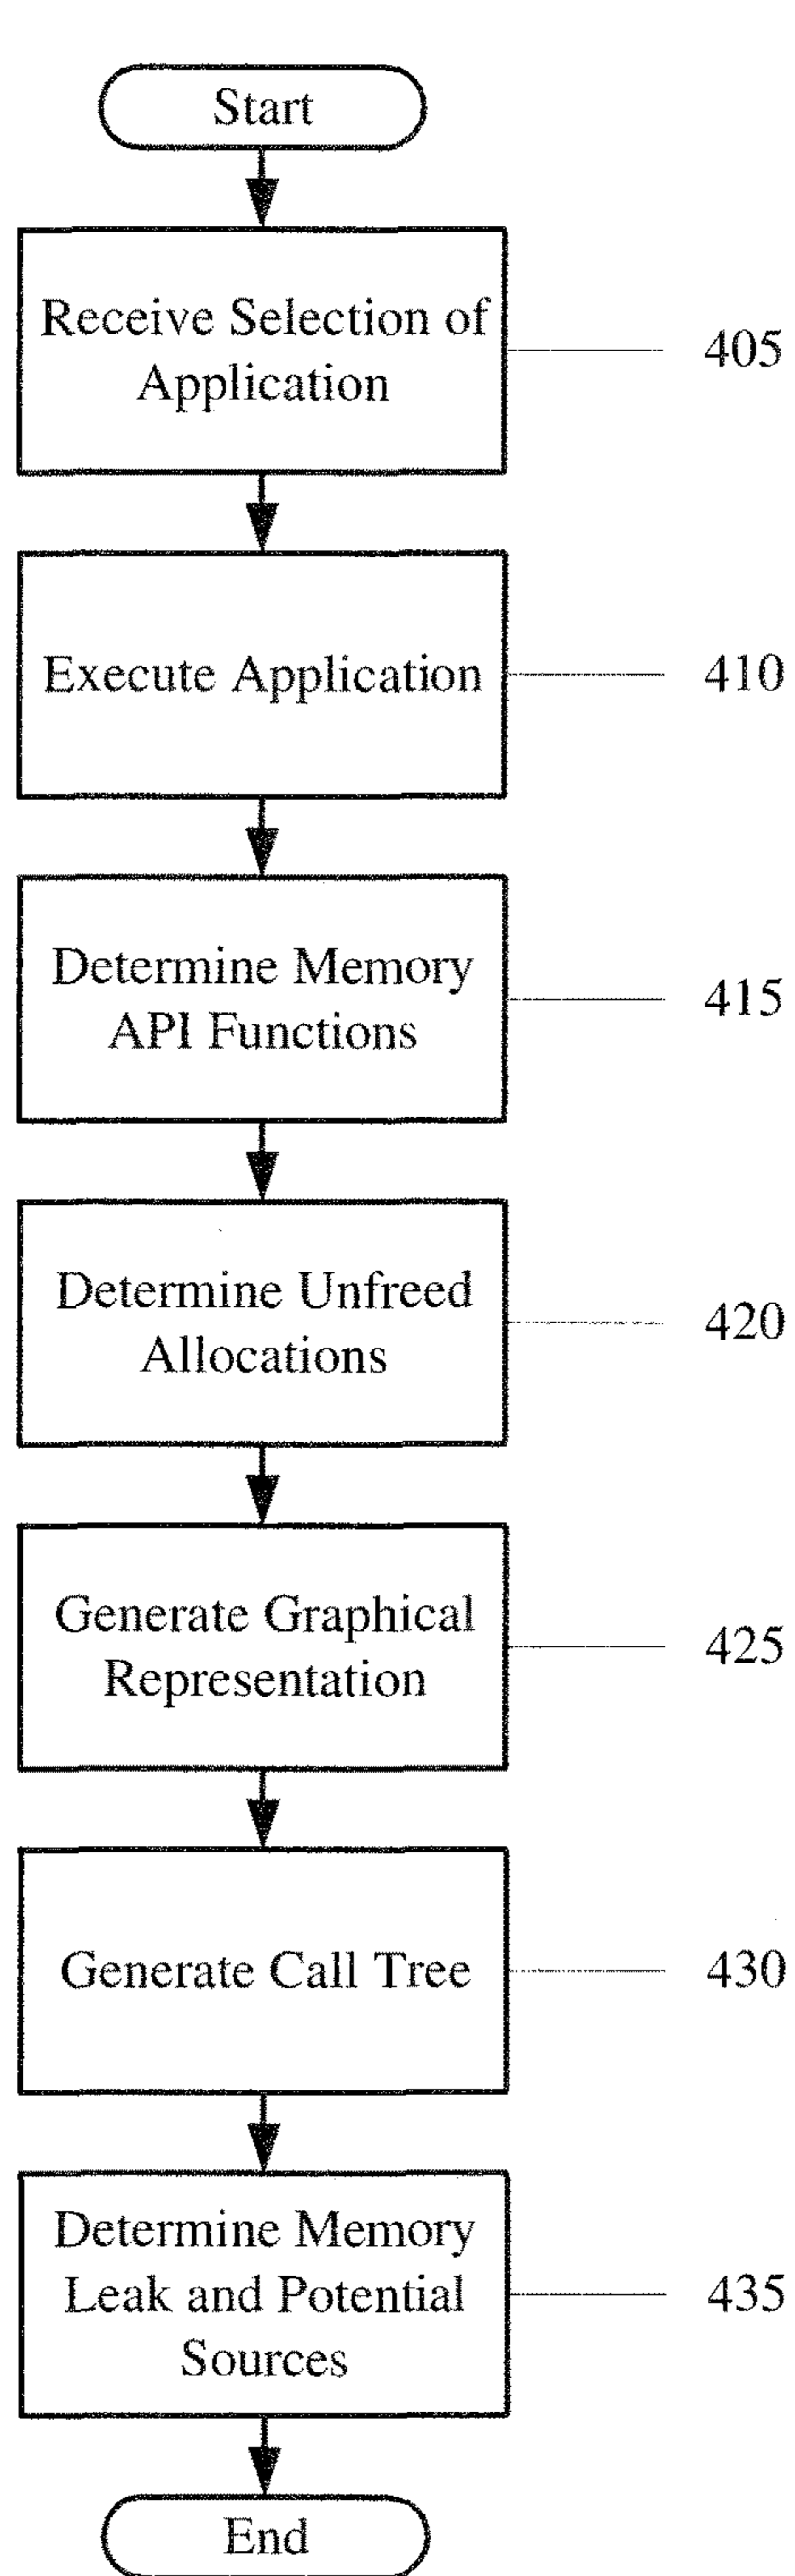 Start
Receive Selection of
Application
405
Execute Application
410
Determine Memory
API Functions
415
Determine Unfreed
Allocations
420
Generate Graphical
Representation
425
Generate Call Tree
430
Determine Memory
Leak and Potential
Sources
435
End